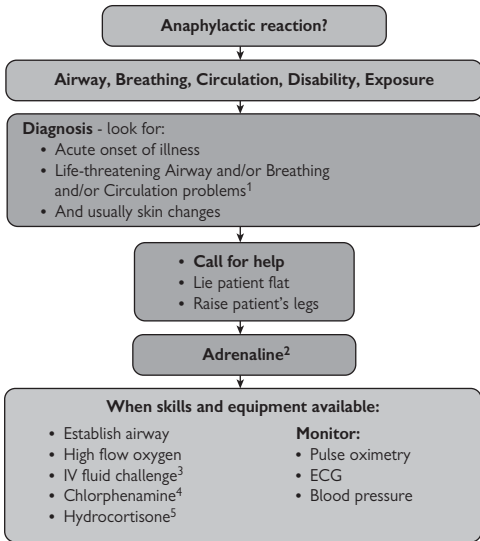 Anaphylactic reaction?
Airway, Breathing, Circulation, Disability, Exposure
Diagnosis - look for:
• Acute onset of illness
• Life-threatening Airway and/or Breathing
and/or Circulation problems¹
• And usually skin changes
• Call for help
• Lie patient flat
• Raise patient's legs
Adrenaline²
When skills and equipment available:
• Establish airway
• High flow oxygen
• IV fluid challenge³
• Chlorphenamine⁴
• Hydrocortisone⁵
Monitor:
• Pulse oximetry
• ECG
• Blood pressure